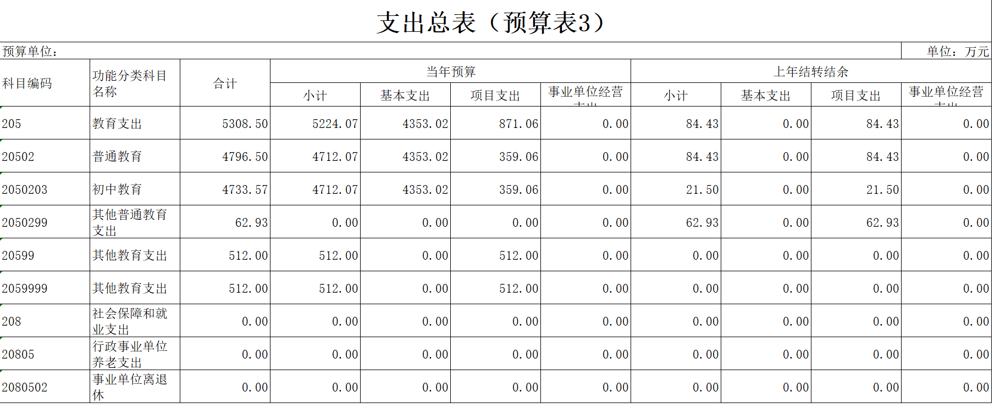 支出总表（预算表3）
预算单位： 单位：万元
科目编码 功能分类科目名称 合计 当年预算 上年结转结余
小计 基本支出 项目支出 事业单位经营支出 小计 基本支出 项目支出 事业单位经营支出
205 教育支出 5308.50 5224.07 4353.02 871.06 0.00 84.43 0.00 84.43 0.00
20502 普通教育 4796.50 4712.07 4353.02 359.06 0.00 84.43 0.00 84.43 0.00
2050203 初中教育 4733.57 4712.07 4353.02 359.06 0.00 21.50 0.00 21.50 0.00
2050299 其他普通教育支出 62.93 0.00 0.00 0.00 0.00 62.93 0.00 62.93 0.00
20599 其他教育支出 512.00 512.00 0.00 512.00 0.00 0.00 0.00 0.00 0.00
2059999 其他教育支出 512.00 512.00 0.00 512.00 0.00 0.00 0.00 0.00 0.00
208 社会保障和就业支出 0.00 0.00 0.00 0.00 0.00 0.00 0.00 0.00 0.00
20805 行政事业单位养老支出 0.00 0.00 0.00 0.00 0.00 0.00 0.00 0.00 0.00
2080502 事业单位离退休 0.00 0.00 0.00 0.00 0.00 0.00 0.00 0.00 0.00